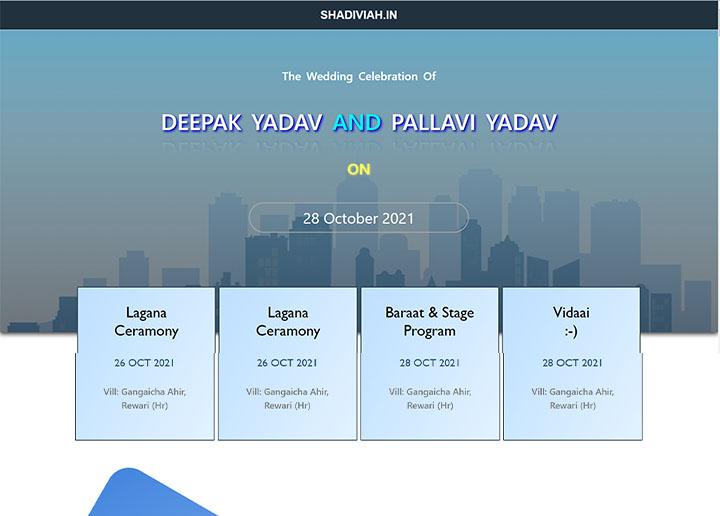 SHADIVIAH.IN
The Wedding Celebration Of
DEEPAK YADAV AND PALLAVI YADAV
ON
28 October 2021
Lagana
Ceramony
26 OCT 2021
Vill: Gangaicha Ahir,
Rewari (Hr)
Lagana
Ceramony
26 OCT 2021
Vill: Gangaicha Ahir,
Rewari (Hr)
Baraat & Stage
Program
28 OCT 2021
Vill: Gangaicha Ahir,
Rewari (Hr)
Vidaai
:-)
28 OCT 2021
Vill: Gangaicha Ahir,
Rewari (Hr)